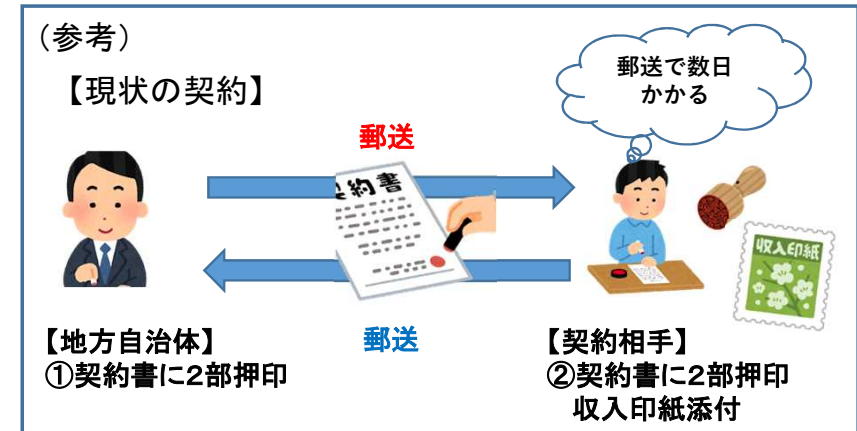 （参考）
【現状の契約】
郵送で数日
かかる
郵送
契約書
収入印紙
郵送
【地方自治体】
①契約書に２部押印
【契約相手】
②契約書に２部押印
収入印紙添付